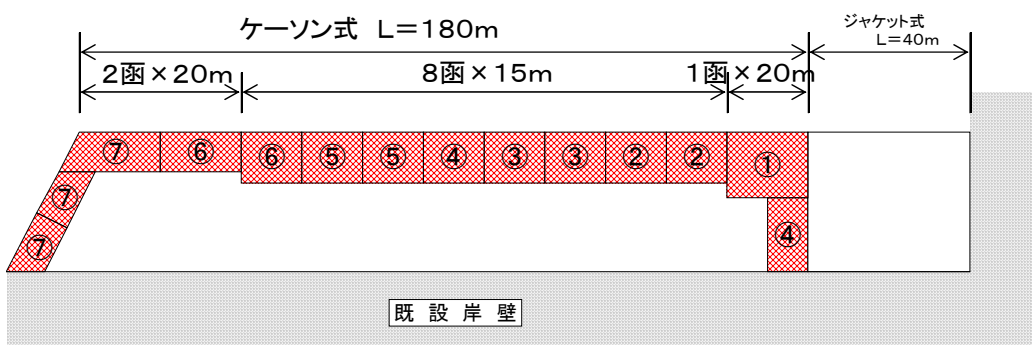 ケーソン式 L=180m
ジャケット式
L=40m
2函×20m
8函×15m
1函×20m
⑦ ⑥ ⑥ ⑤ ⑤ ④ ③ ③ ② ② ①
⑦
④
⑦
既設岸壁